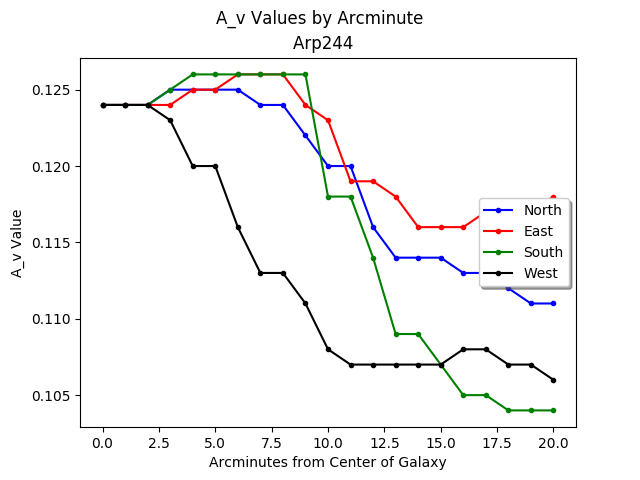 A_v Values by Arcminute
Arp244
0.125
0.120
0.115
0.110
0.105
A_v Value
North
East
South
West
0.0 2.5 5.0 7.5 10.0 12.5 15.0 17.5 20.0
Arcminutes from Center of Galaxy